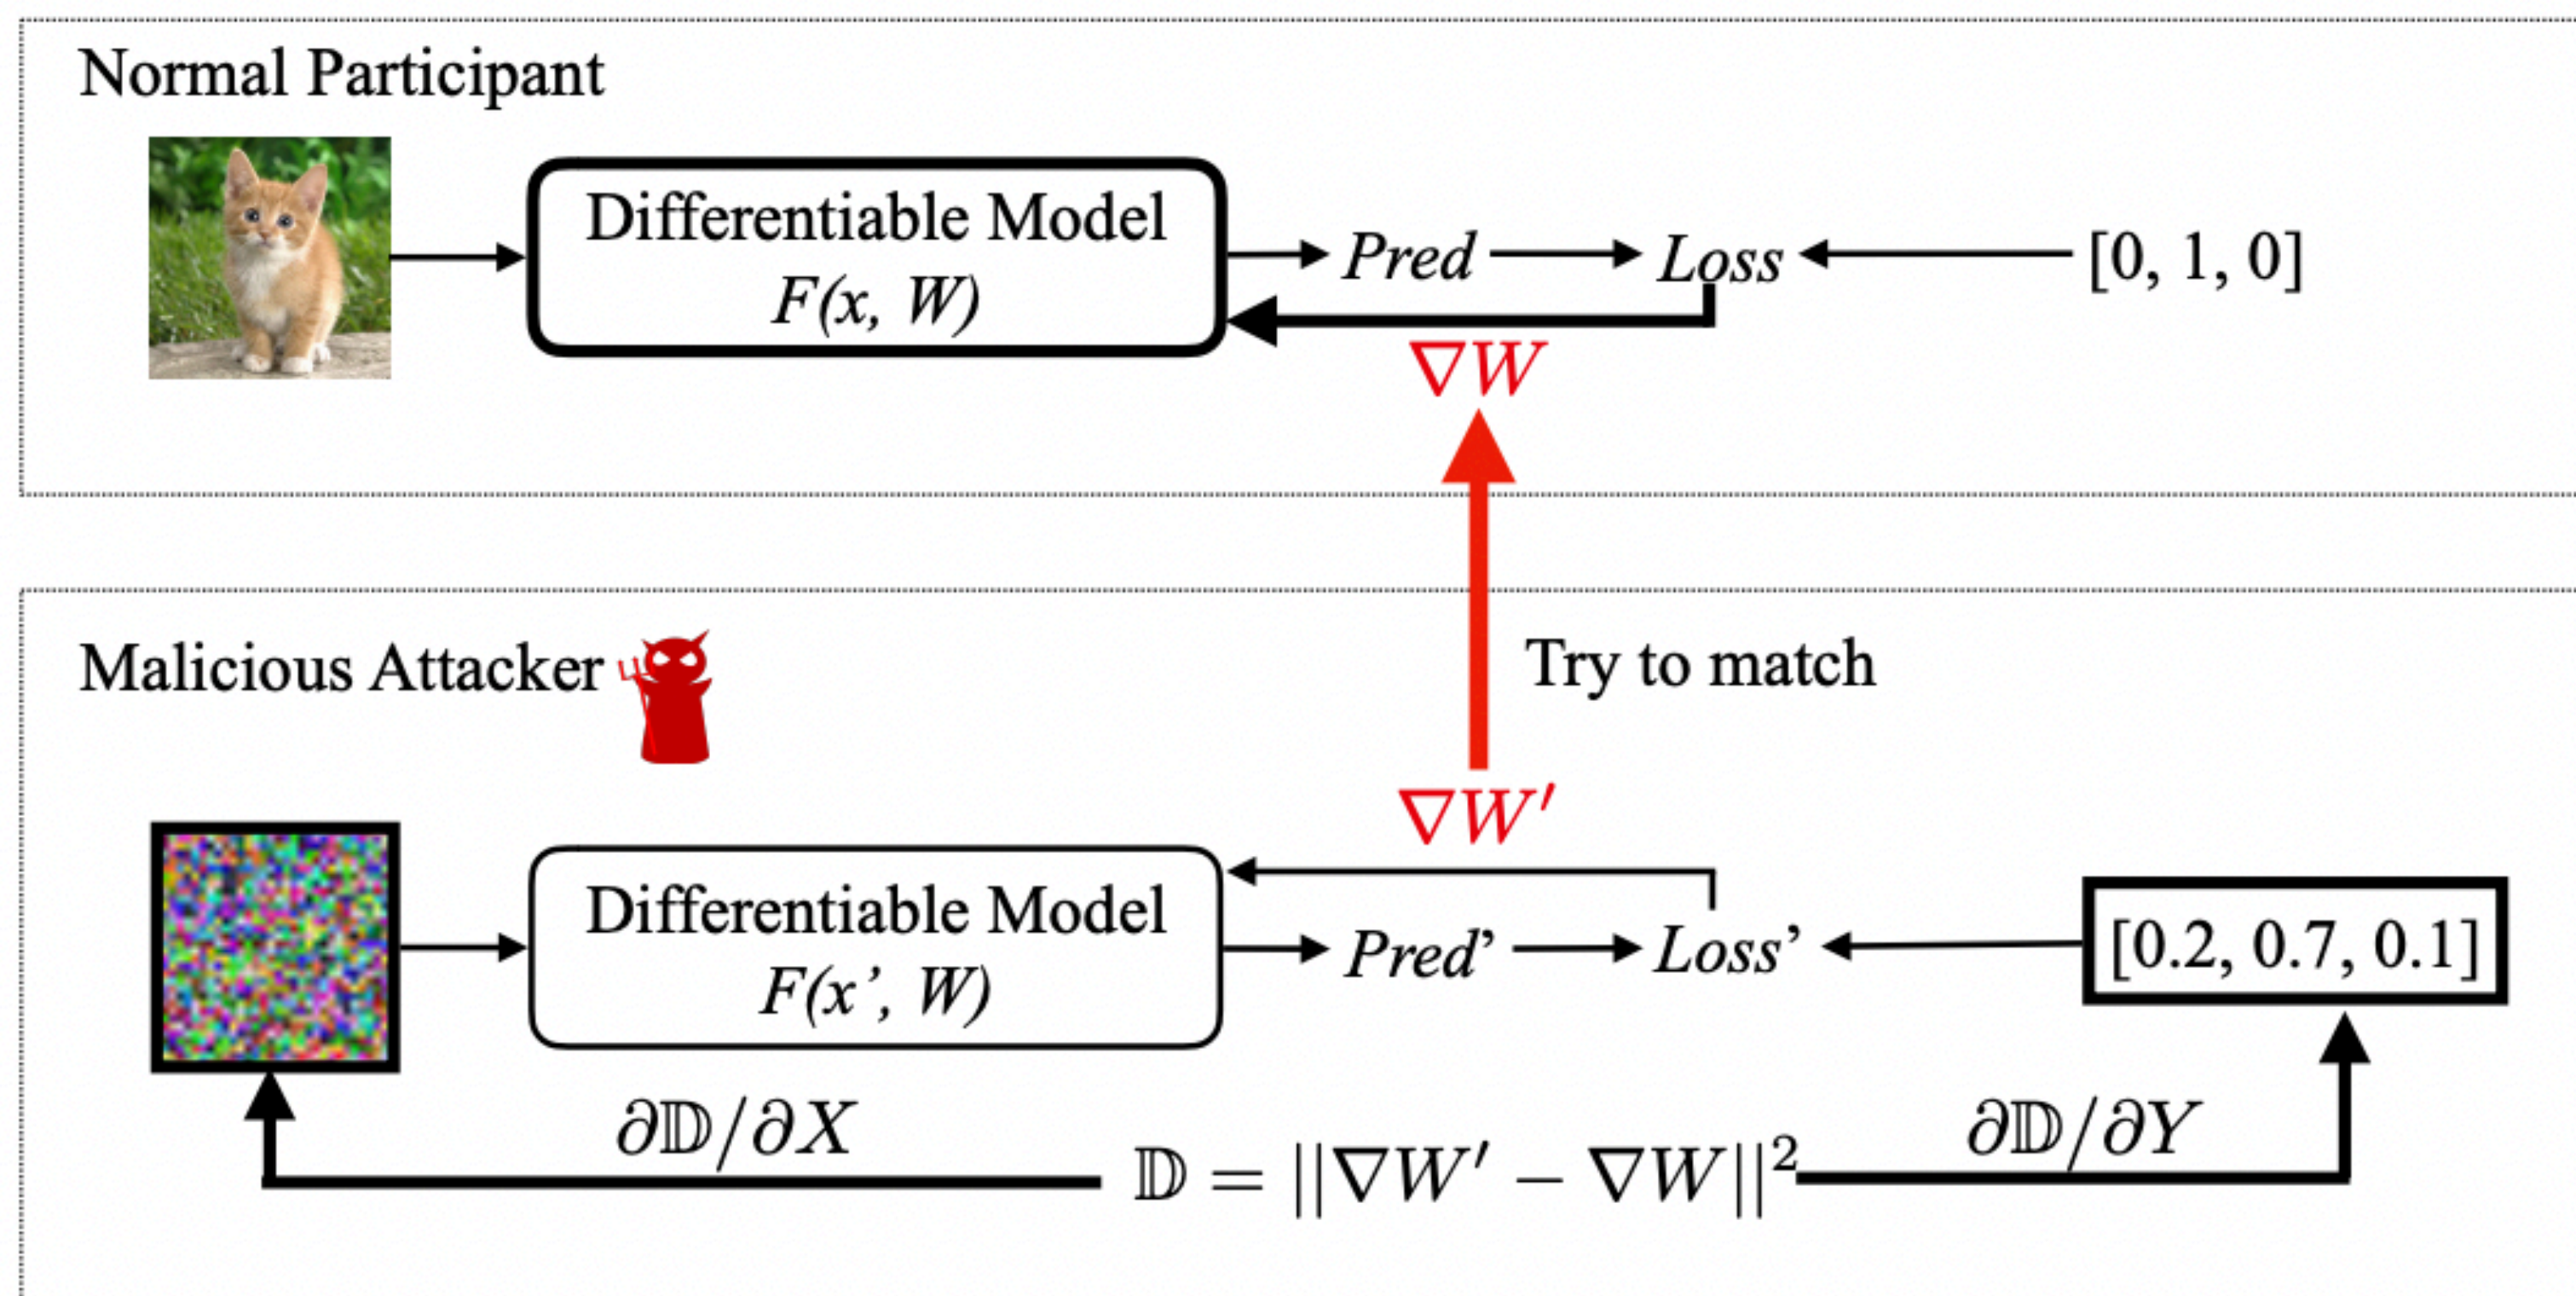 Normal Participant
Differentiable Model
F(x, W)
Pred
Loss
[0, 1, 0]
∇W
Malicious Attacker
Try to match
∇W′
Differentiable Model
F(x’, W)
Pred’
Loss’
[0.2, 0.7, 0.1]
∂𝔻/∂X
𝔻 = ||∇W′ − ∇W||²
∂𝔻/∂Y